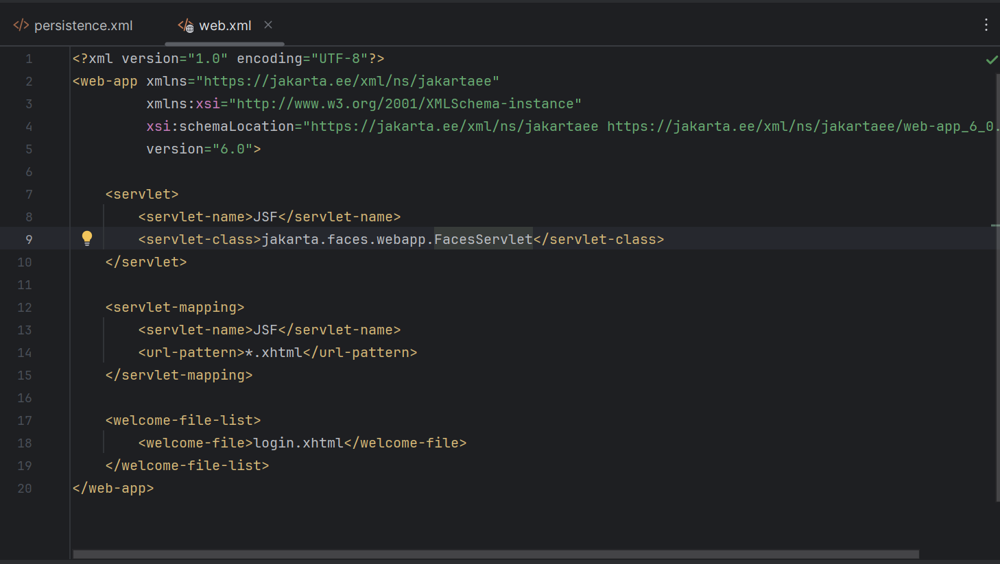 persistence.xml
web.xml
1 <?xml version="1.0" encoding="UTF-8"?>
2 <web-app xmlns="https://jakarta.ee/xml/ns/jakartaee"
3 xmlns:xsi="http://www.w3.org/2001/XMLSchema-instance"
4 xsi:schemaLocation="https://jakarta.ee/xml/ns/jakartaee https://jakarta.ee/xml/ns/jakartaee/web-app_6_0.
5 version="6.0">
6
7 <servlet>
8 <servlet-name>JSF</servlet-name>
9 <servlet-class>jakarta.faces.webapp.FacesServlet</servlet-class>
10 </servlet>
11
12 <servlet-mapping>
13 <servlet-name>JSF</servlet-name>
14 <url-pattern>*.xhtml</url-pattern>
15 </servlet-mapping>
16
17 <welcome-file-list>
18 <welcome-file>login.xhtml</welcome-file>
19 </welcome-file-list>
20 </web-app>